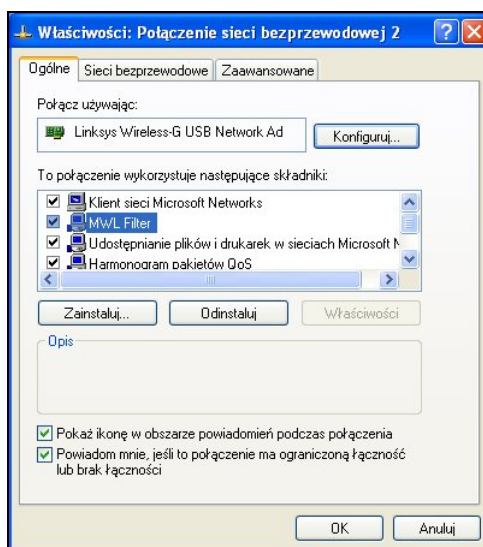 Właściwości: Połączenie sieci bezprzewodowej 2
Ogólne Sieci bezprzewodowe Zaawansowane
Połącz używając:
Linksys Wireless-G USB Network Ad
Konfiguruj...
To połączenie wykorzystuje następujące składniki:
Klient sieci Microsoft Networks
MWL Filter
Udostępnianie plików i drukarek w sieciach Microsoft N
Harmonogram pakietów QoS
Zainstaluj... Odinstaluj Właściwości
Opis
Pokaż ikonę w obszarze powiadomień podczas połączenia
Powiadom mnie, jeśli to połączenie ma ograniczoną łączność
lub brak łączności
OK Anuluj